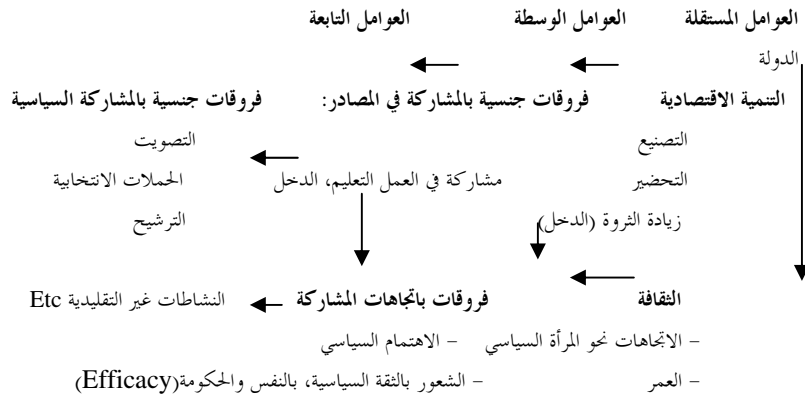 العوامل المستقلة العوامل الوسطة العوامل التابعة
الدولة
التنمية الاقتصادية فروقات جنسية بالمشاركة في المصادر: فروقات جنسية بالمشاركة السياسية
التصنيع التصويت
التحضير مشاركة في العمل التعليم، الدخل الحملات الانتخابية
زيادة الثروة (الدخل) الترشيح
الثقافة فروقات باتجاهات المشاركة النشاطات غير التقليدية Etc
- الاتجاهات نحو المرأة السياسي - الاهتمام السياسي
- العمر - الشعور بالثقة السياسية، بالنفس والحكومة(Efficacy)